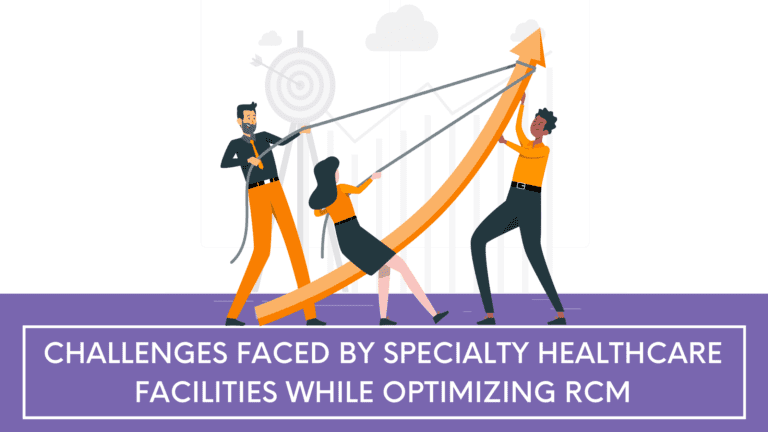 CHALLENGES FACED BY SPECIALTY HEALTHCARE
FACILITIES WHILE OPTIMIZING RCM